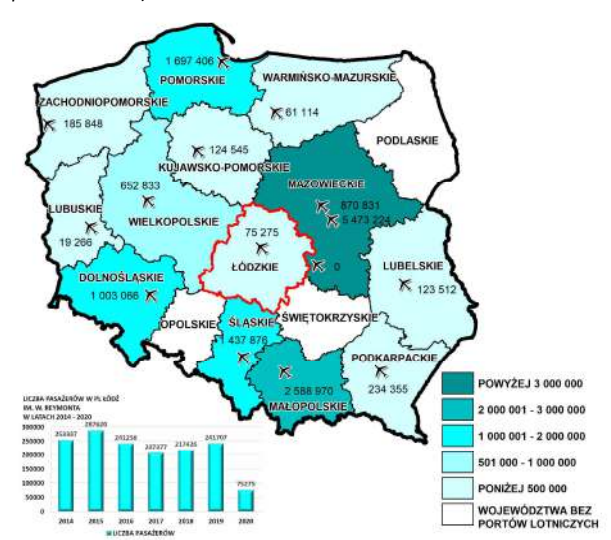 1 697 406
POMORSKIE
WARMIŃSKO-MAZURSKIE
61 114
ZACHODNIOPOMORSKIE
185 848
PODLASKIE
124 545
KUJAWSKO-POMORSKIE
MAZOWIECKIE
870 831
5 473 224
652 833
WIELKOPOLSKIE
LUBUSKIE
19 266
75 275
ŁÓDZKIE
0
LUBELSKIE
123 512
DOLNOŚLĄSKIE
1 003 066
OPOLSKIE
ŚLĄSKIE
437 876
ŚWIĘTOKRZYSKIE
PODKARPACKIE
234 355
2 588 970
MAŁOPOLSKIE
POWYŻEJ 3 000 000
2 000 001 - 3 000 000
1 000 001 - 2 000 000
501 000 - 1 000 000
PONIŻEJ 500 000
WOJEWÓDZTWA BEZ
PORTÓW LOTNICZYCH
LICZBA PASAŻERÓW W PL ŁÓDŹ
IM. W. REYMONTA
W LATACH 2014 - 2020
300000
250000
200000
150000
100000
50000
0
241707
75275
2014 2015 2016 2017 2018 2019 2020
LICZBA PASAŻERÓW